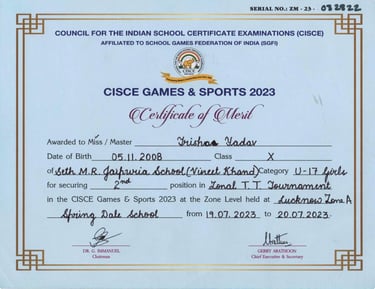 SERIAL NO.: ZM - 23 - 032822
COUNCIL FOR THE INDIAN SCHOOL CERTIFICATE EXAMINATIONS (CISCE)
AFFILIATED TO SCHOOL GAMES FEDERATION OF INDIA (SGFI)
CISCE
CISCE GAMES & SPORTS 2023
Certificate of Merit
Awarded to Miss / Master Trisha Yadav
Date of Birth 05.11.2008 Class X
of Seth M.R. Jaipuria School (Vineet Khand) Category U-17 Girls
for securing 2nd position in Zonal T.T. Tournament
in the CISCE Games & Sports 2023 at the Zone Level held at Lucknow Zone A
Spring Dale School from 19.07.2023 to 20.07.2023.
DR. G. IMMANUEL
Chairman
GERRY ARATHOON
Chief Executive & Secretary